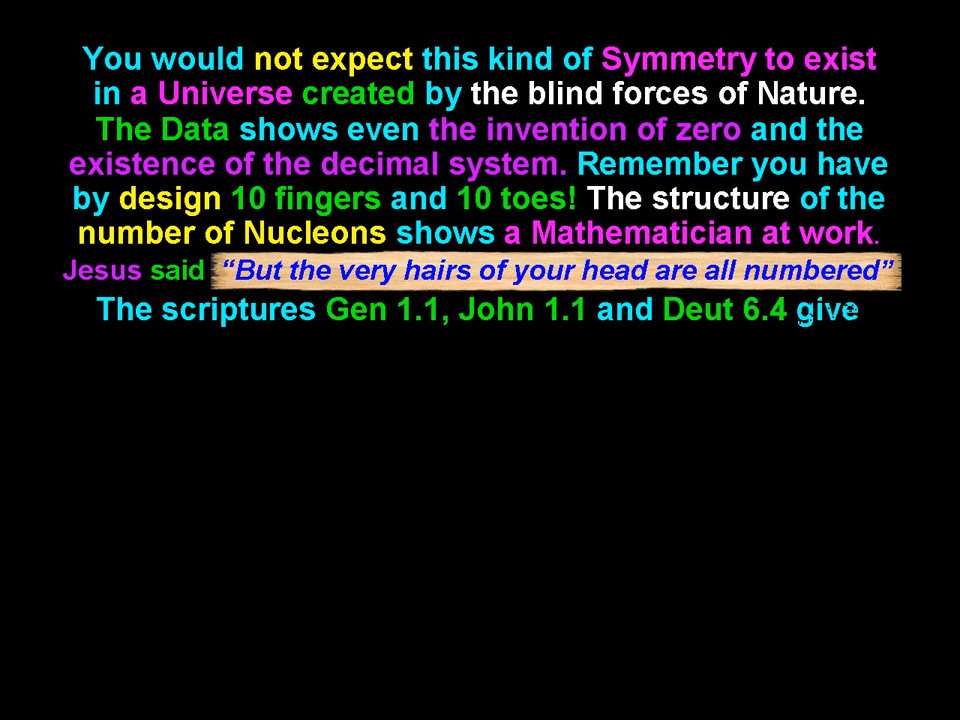 You would not expect this kind of Symmetry to exist
in a Universe created by the blind forces of Nature.
The Data shows even the invention of zero and the
existence of the decimal system. Remember you have
by design 10 fingers and 10 toes! The structure of the
number of Nucleons shows a Mathematician at work.
Jesus said “But the very hairs of your head are all numbered”
The scriptures Gen 1.1, John 1.1 and Deut 6.4 give